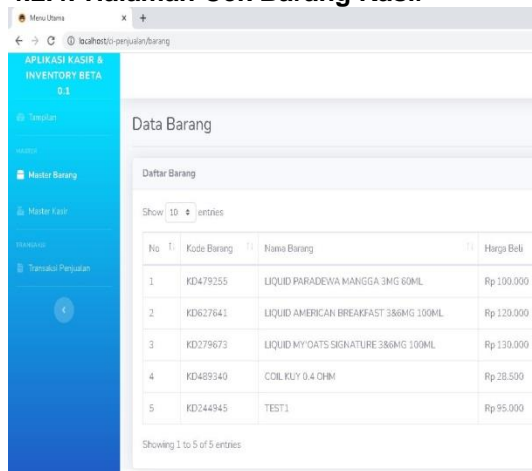 Menu Utama
localhost/ci-penjualan/barang
APLIKASI KASIR &
INVENTORY BETA
0.1
Tampilan
MASTER
Master Barang
Master Kasir
TRANSAKSI
Transaksi Penjualan
Data Barang
Daftar Barang
Show 10 entries
No Kode Barang Nama Barang Harga Beli
1 KD479255 LIQUID PARADEWA MANGGA 3MG 60ML Rp 100.000
2 KD627641 LIQUID AMERICAN BREAKFAST 3&6MG 100ML Rp 120.000
3 KD279673 LIQUID MY'OATS SIGNATURE 3&6MG 100ML Rp 130.000
4 KD489340 COIL KUY 0.4 OHM Rp 28.500
5 KD244945 TEST1 Rp 95.000
Showing 1 to 5 of 5 entries